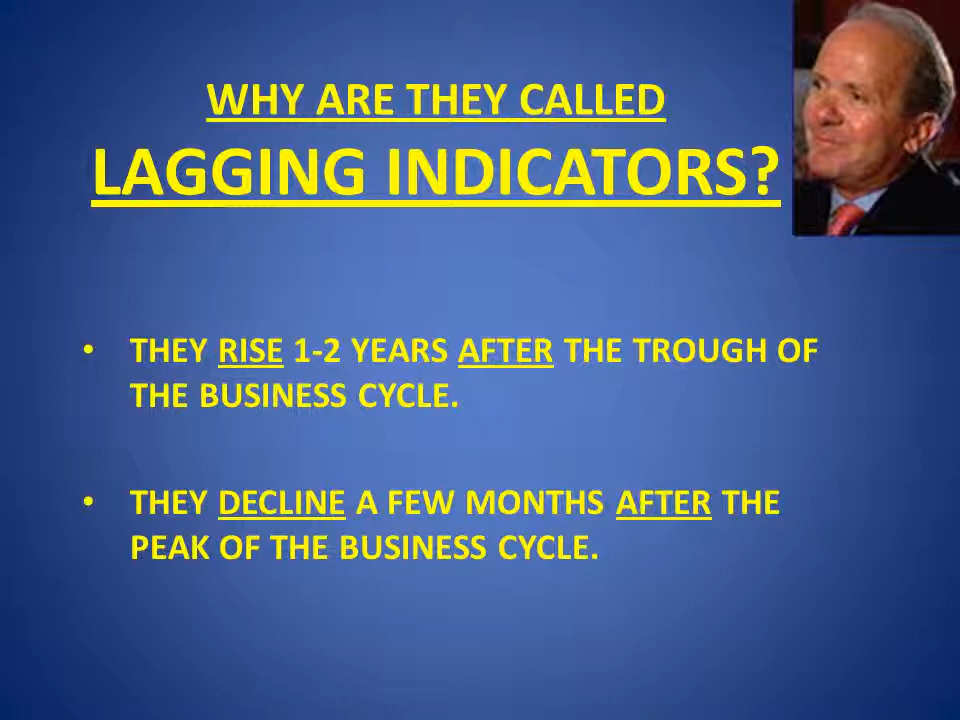 WHY ARE THEY CALLED
LAGGING INDICATORS?
• THEY RISE 1-2 YEARS AFTER THE TROUGH OF
THE BUSINESS CYCLE.
• THEY DECLINE A FEW MONTHS AFTER THE
PEAK OF THE BUSINESS CYCLE.